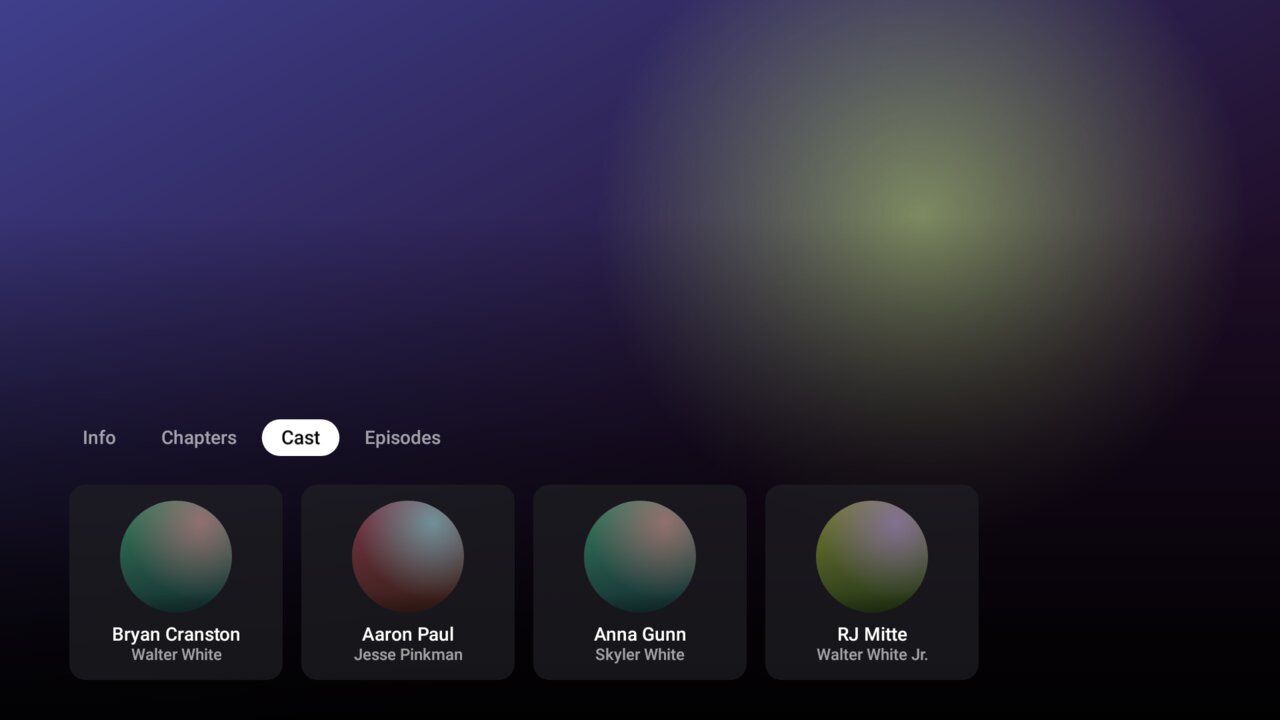 Info Chapters Cast Episodes
Bryan Cranston
Walter White
Aaron Paul
Jesse Pinkman
Anna Gunn
Skyler White
RJ Mitte
Walter White Jr.